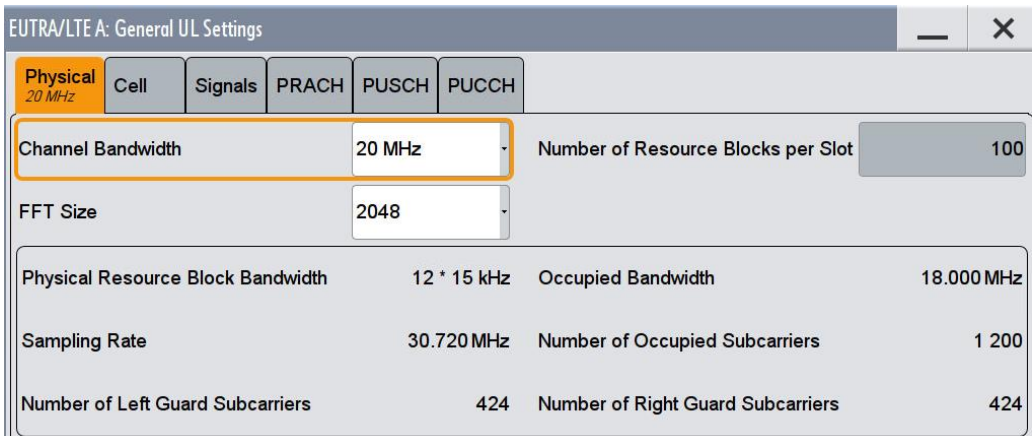 EUTRA/LTE A: General UL Settings
Physical
20 MHz
Cell
Signals
PRACH
PUSCH
PUCCH
Channel Bandwidth 20 MHz Number of Resource Blocks per Slot 100
FFT Size 2048
Physical Resource Block Bandwidth 12 * 15 kHz Occupied Bandwidth 18.000 MHz
Sampling Rate 30.720 MHz Number of Occupied Subcarriers 1 200
Number of Left Guard Subcarriers 424 Number of Right Guard Subcarriers 424